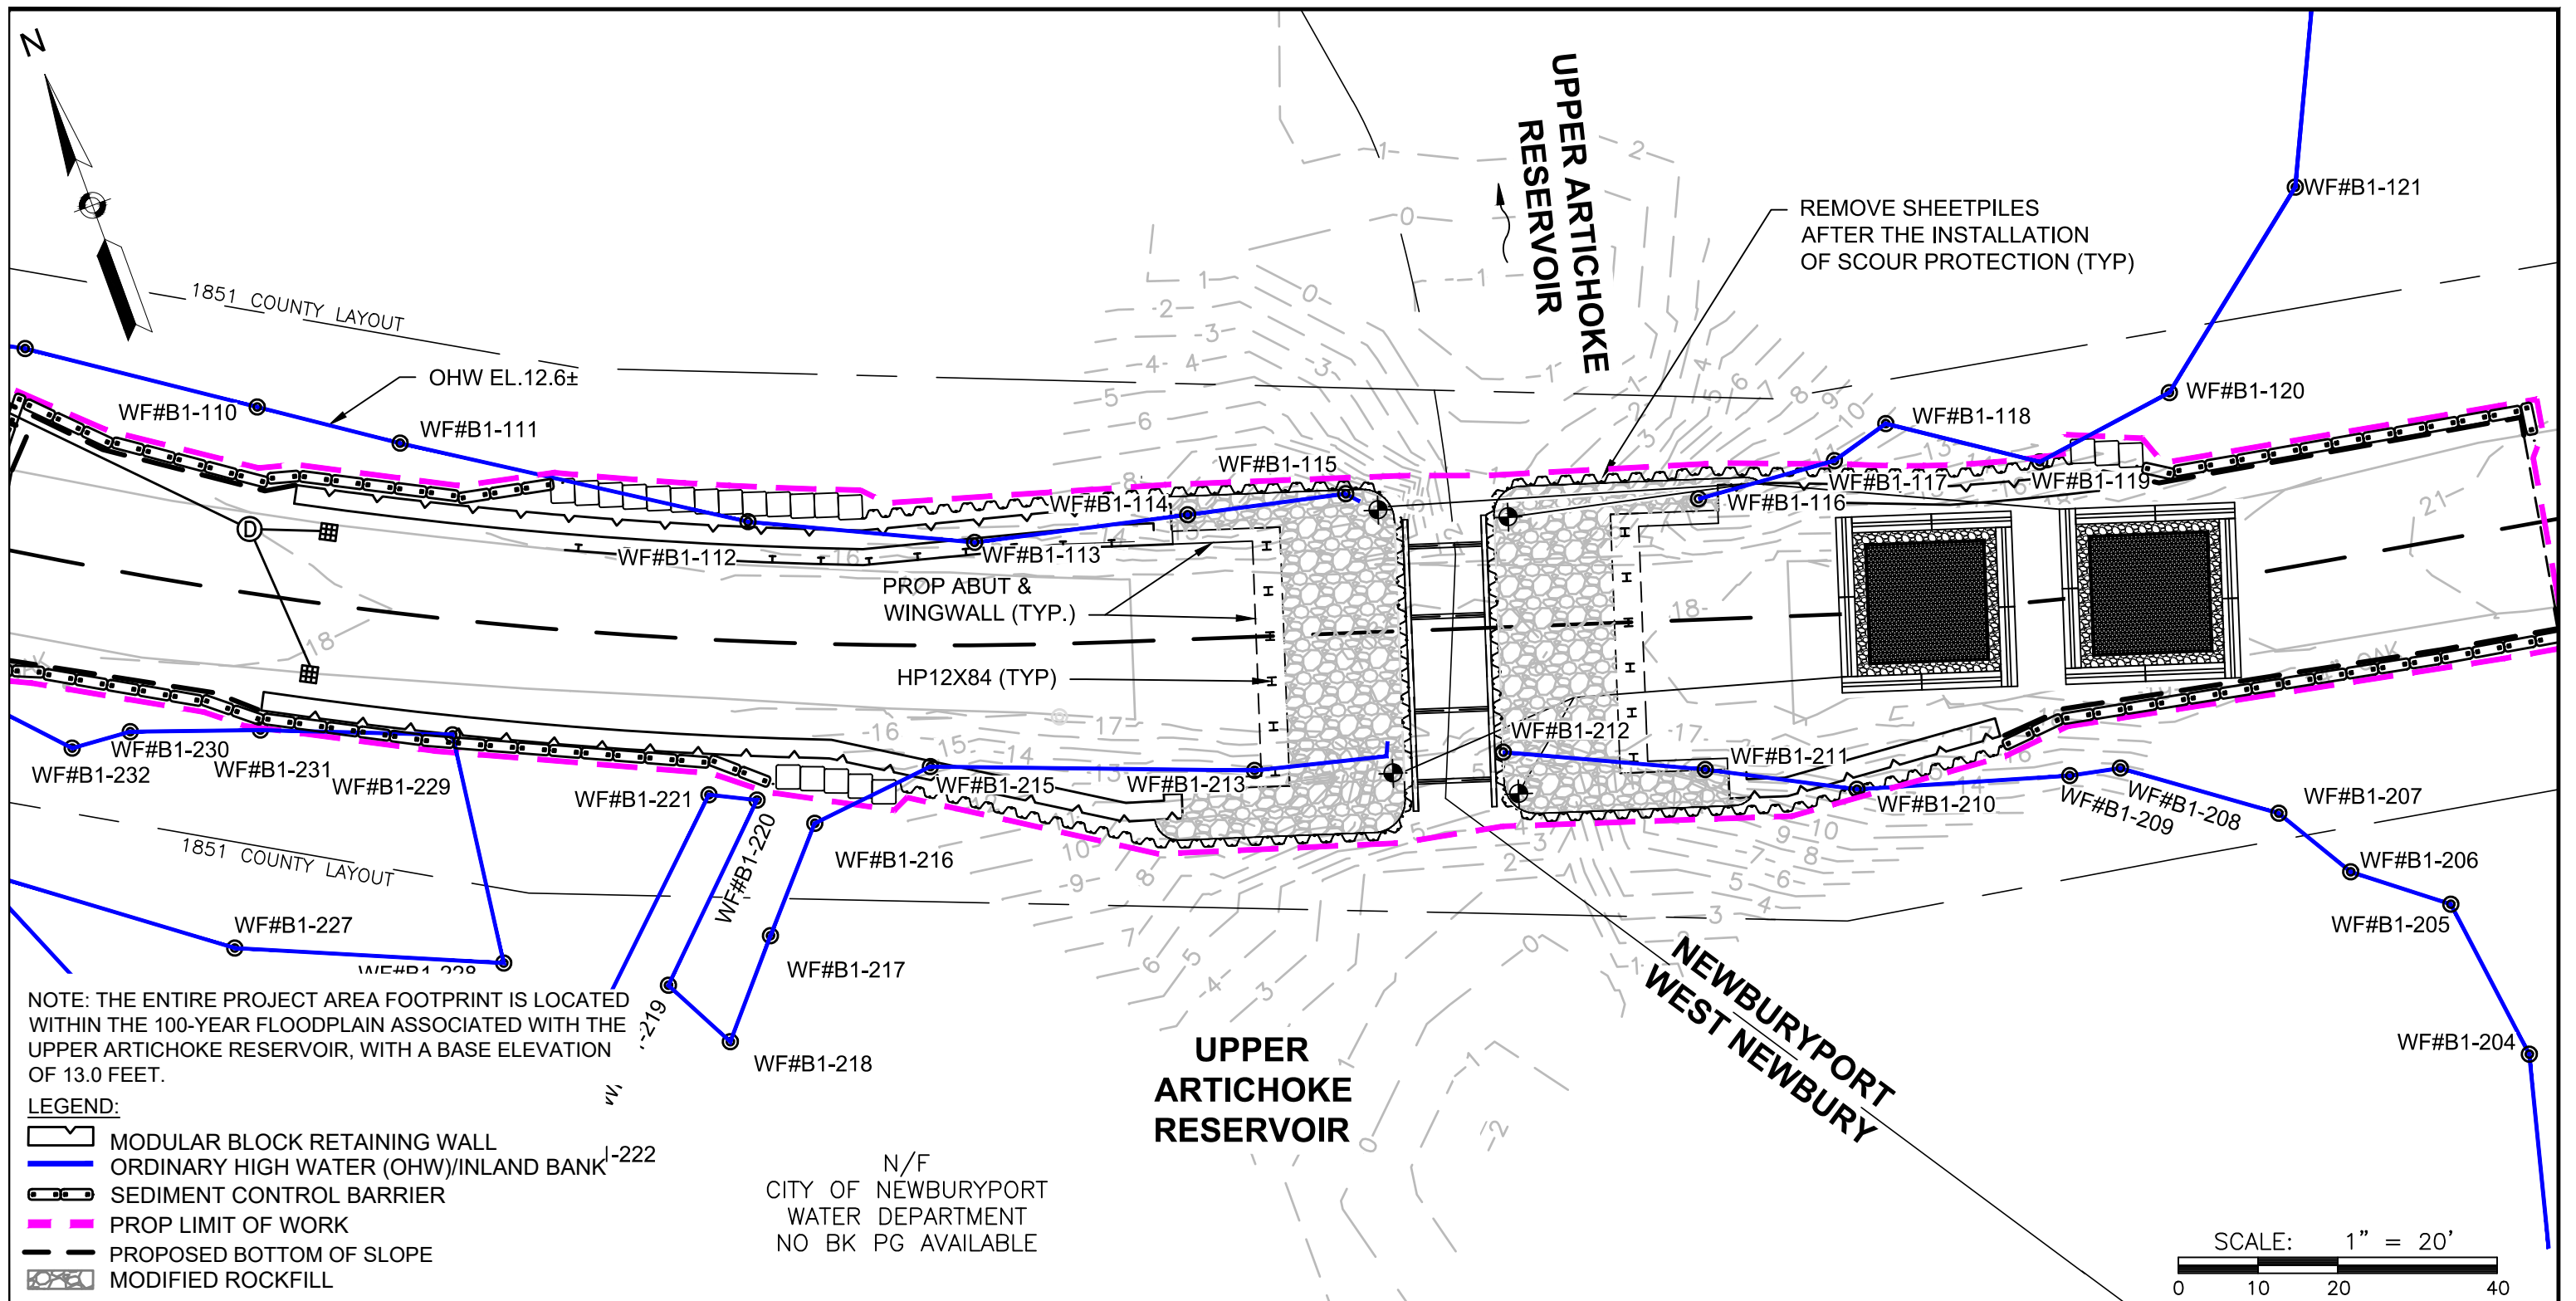 N
1851 COUNTY LAYOUT
OHW EL.12.6±
WF#B1-110
WF#B1-111
WF#B1-112
WF#B1-113
WF#B1-114
WF#B1-115
UPPER ARTICHOKE
RESERVOIR
REMOVE SHEETPILES
AFTER THE INSTALLATION
OF SCOUR PROTECTION (TYP)
WF#B1-116
WF#B1-117
WF#B1-118
WF#B1-119
WF#B1-120
WF#B1-121
D
PROP ABUT &
WINGWALL (TYP.)
HP12X84 (TYP)
WF#B1-232
WF#B1-230
WF#B1-231
WF#B1-229
WF#B1-221
WF#B1-220
WF#B1-215
WF#B1-213
WF#B1-212
WF#B1-211
WF#B1-210
WF#B1-209
WF#B1-208
WF#B1-207
WF#B1-206
WF#B1-205
WF#B1-204
WF#B1-216
WF#B1-217
WF#B1-218
-219
-222
1851 COUNTY LAYOUT
WF#B1-227
WF#B1-228
NOTE: THE ENTIRE PROJECT AREA FOOTPRINT IS LOCATED
WITHIN THE 100-YEAR FLOODPLAIN ASSOCIATED WITH THE
UPPER ARTICHOKE RESERVOIR, WITH A BASE ELEVATION
OF 13.0 FEET.
LEGEND:
MODULAR BLOCK RETAINING WALL
ORDINARY HIGH WATER (OHW)/INLAND BANK
SEDIMENT CONTROL BARRIER
PROP LIMIT OF WORK
PROPOSED BOTTOM OF SLOPE
MODIFIED ROCKFILL
UPPER
ARTICHOKE
RESERVOIR
N/F
CITY OF NEWBURYPORT
WATER DEPARTMENT
NO BK PG AVAILABLE
NEWBURYPORT
WEST NEWBURY
SCALE: 1" = 20'
0 10 20 40